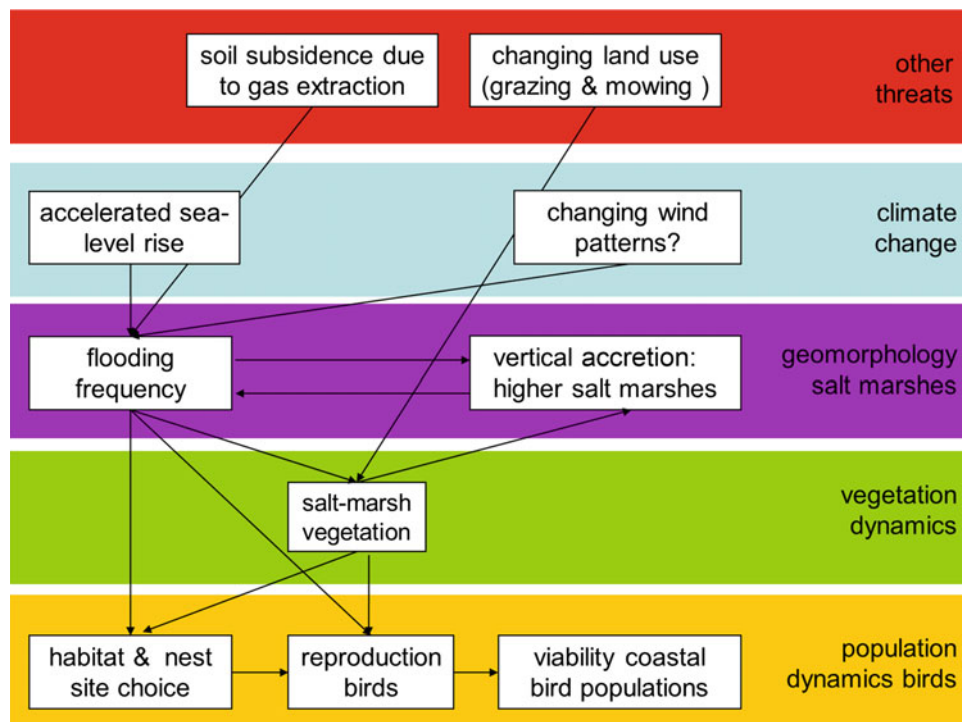 soil subsidence due
to gas extraction
changing land use
(grazing & mowing )
other
threats
accelerated sea-
level rise
changing wind
patterns?
climate
change
flooding
frequency
vertical accretion:
higher salt marshes
geomorphology
salt marshes
salt-marsh
vegetation
vegetation
dynamics
habitat & nest
site choice
reproduction
birds
viability coastal
bird populations
population
dynamics birds